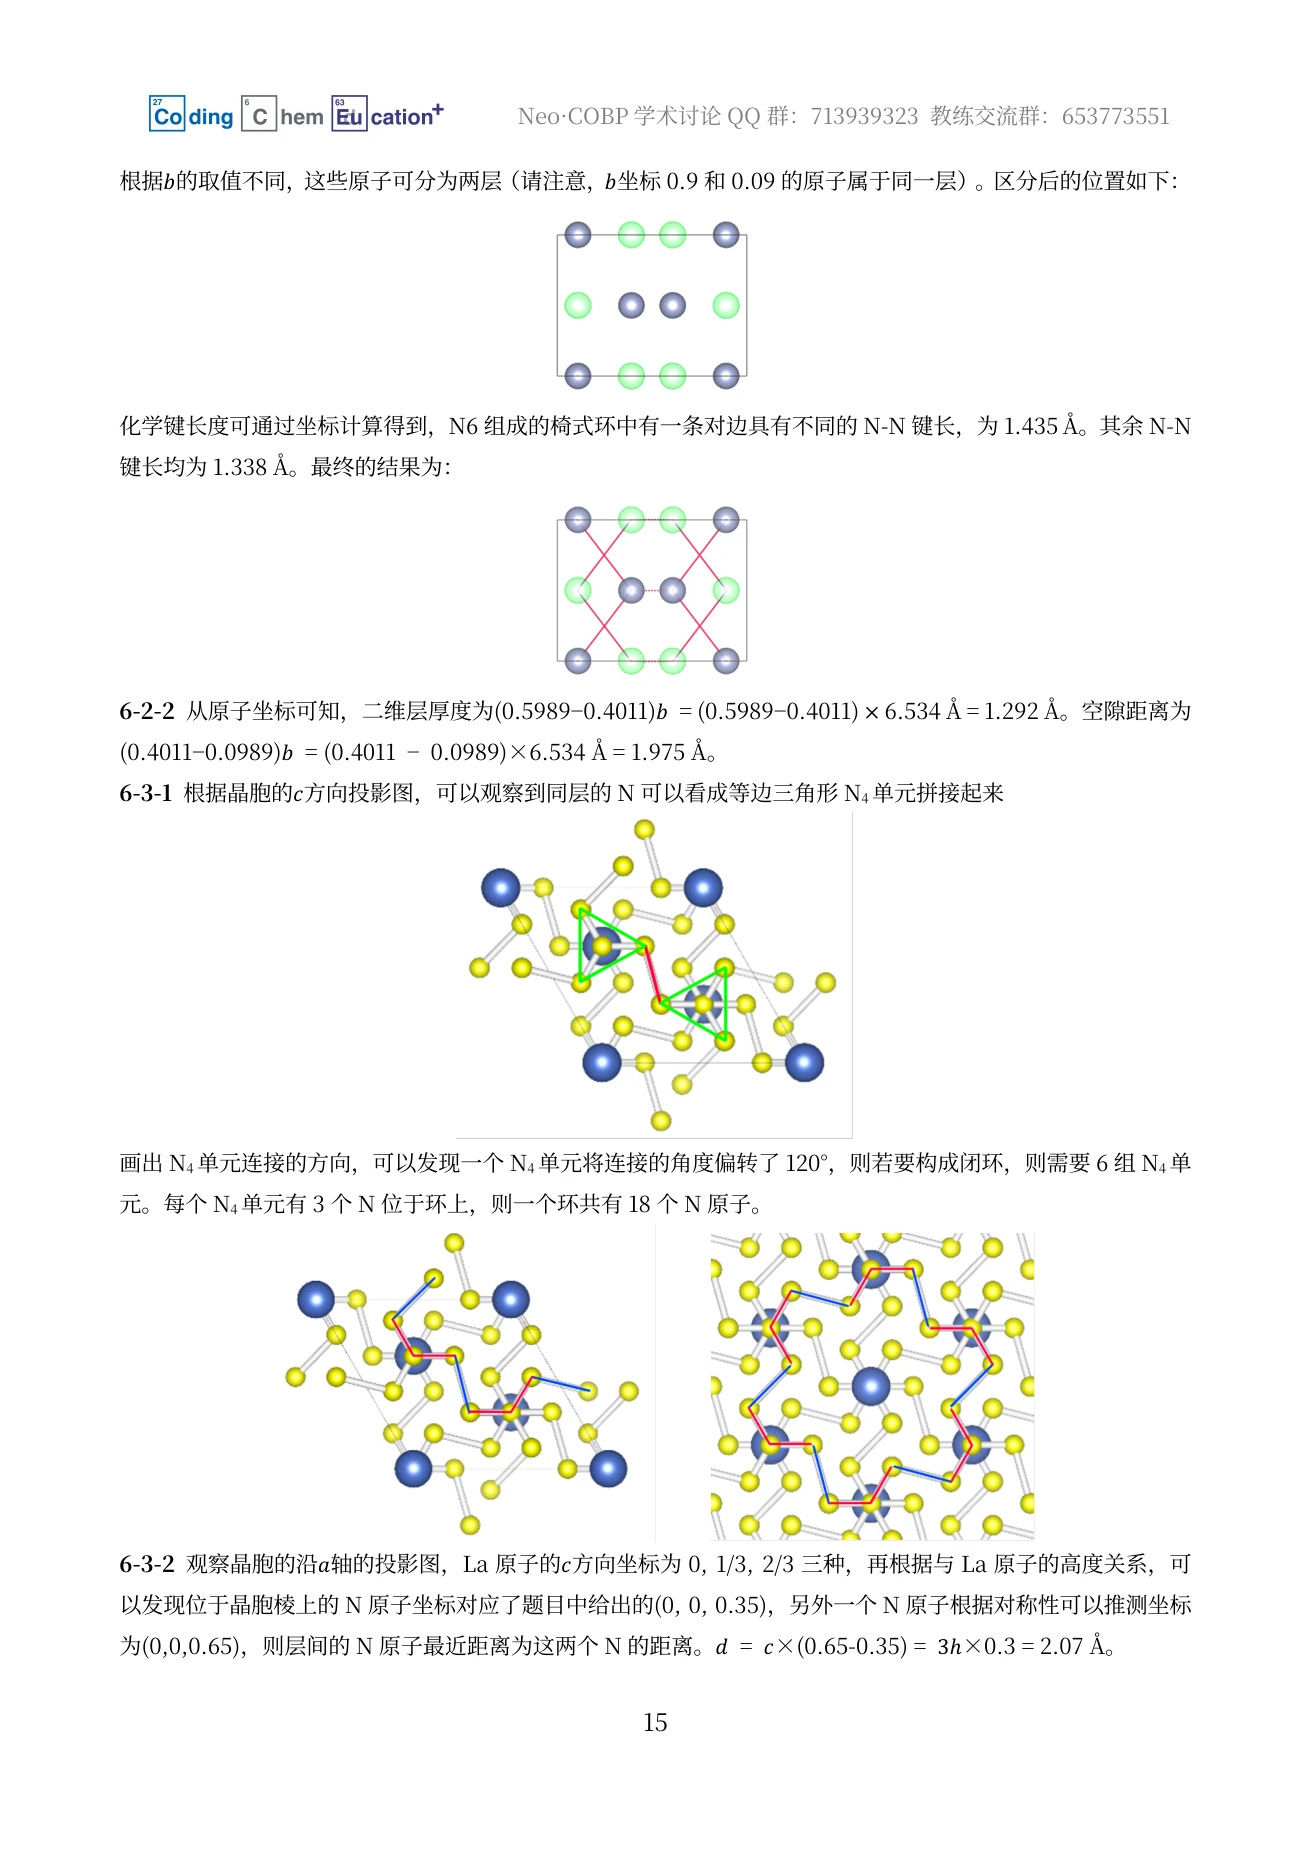 27 Co ding 6 C hem 63 Eu cation+ Neo·COBP 学术讨论 QQ 群：713939323 教练交流群：653773551
根据b的取值不同，这些原子可分为两层（请注意，b坐标 0.9 和 0.09 的原子属于同一层）。区分后的位置如下：
化学键长度可通过坐标计算得到，N6 组成的椅式环中有一条对边具有不同的 N-N 键长，为 1.435 Å。其余 N-N
键长均为 1.338 Å。最终的结果为：
6-2-2 从原子坐标可知，二维层厚度为(0.5989−0.4011)b = (0.5989−0.4011) × 6.534 Å = 1.292 Å。空隙距离为
(0.4011−0.0989)b = (0.4011 − 0.0989)×6.534 Å = 1.975 Å。
6-3-1 根据晶胞的c方向投影图，可以观察到同层的 N 可以看成等边三角形 N₄ 单元拼接起来
画出 N₄ 单元连接的方向，可以发现一个 N₄ 单元将连接的角度偏转了 120°，则若要构成闭环，则需要 6 组 N₄ 单
元。每个 N₄ 单元有 3 个 N 位于环上，则一个环共有 18 个 N 原子。
6-3-2 观察晶胞的沿a轴的投影图，La 原子的c方向坐标为 0, 1/3, 2/3 三种，再根据与 La 原子的高度关系，可
以发现位于晶胞棱上的 N 原子坐标对应了题目中给出的(0, 0, 0.35)，另外一个 N 原子根据对称性可以推测坐标
为(0,0,0.65)，则层间的 N 原子最近距离为这两个 N 的距离。d = c×(0.65-0.35) = 3h×0.3 = 2.07 Å。
15